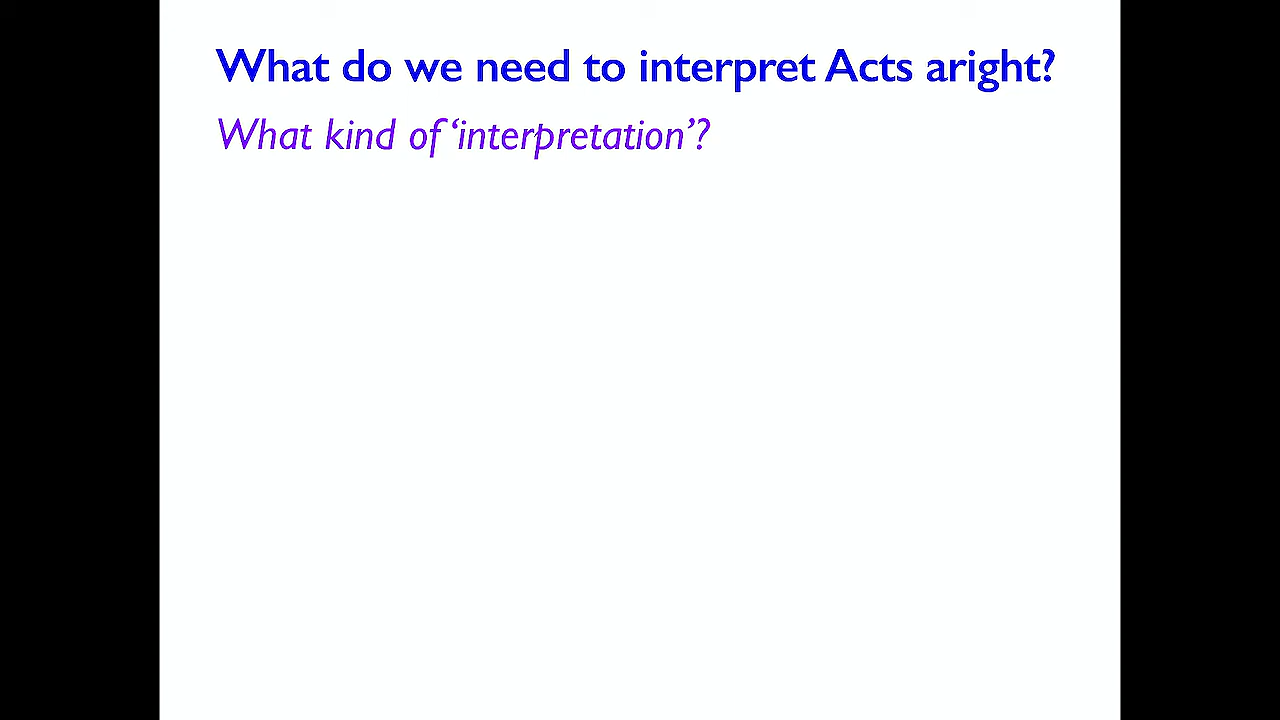 What do we need to interpret Acts aright?
What kind of ‘interpretation’?